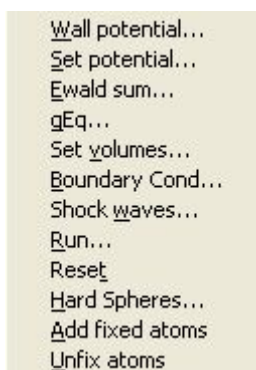 Wall potential...
Set potential...
Ewald sum...
gEq...
Set volumes...
Boundary Cond...
Shock waves...
Run...
Reset
Hard Spheres...
Add fixed atoms
Unfix atoms